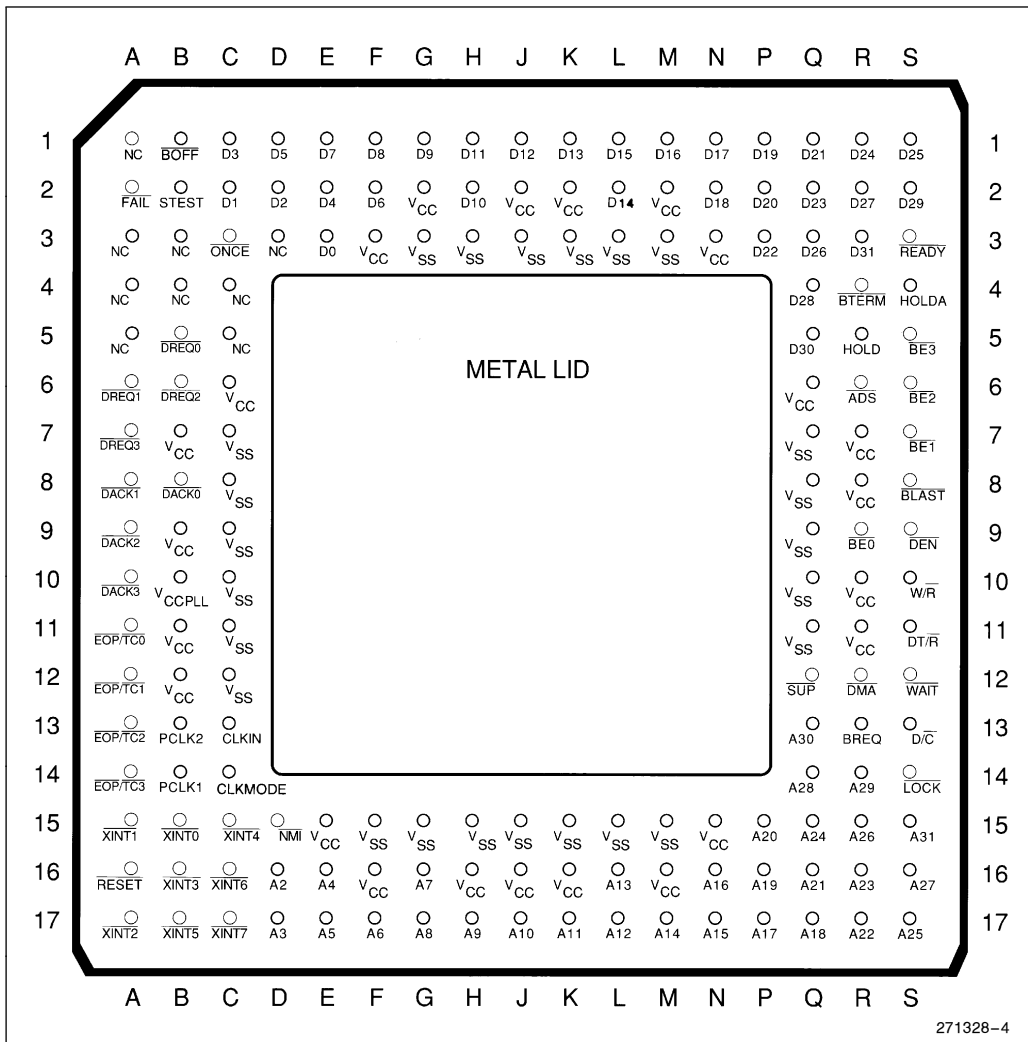 A B C D E F G H J K L M N P Q R S
1 1
NC BOFF D3 D5 D7 D8 D9 D11 D12 D13 D15 D16 D17 D19 D21 D24 D25
2 2
FAIL STEST D1 D2 D4 D6 VCC D10 VCC VCC D14 VCC D18 D20 D23 D27 D29
3 3
NC NC ONCE NC D0 VCC VSS VSS VSS VSS VSS VSS VCC D22 D26 D31 READY
4 4
NC NC NC D28 BTERM HOLDA
5 5
NC DREQ0 NC D30 HOLD BE3
METAL LID
6 6
DREQ1 DREQ2 VCC VCC ADS BE2
7 7
DREQ3 VCC VSS VSS VCC BE1
8 8
DACK1 DACK0 VSS VSS VCC BLAST
9 9
DACK2 VCC VSS VSS BE0 DEN
10 10
DACK3 VCCPLL VSS VSS VCC W/R
11 11
EOP/TC0 VCC VSS VSS VCC DT/R
12 12
EOP/TC1 VCC VSS SUP DMA WAIT
13 13
EOP/TC2 PCLK2 CLKIN A30 BREQ D/C
14 14
EOP/TC3 PCLK1 CLKMODE A28 A29 LOCK
15 15
XINT1 XINT0 XINT4 NMI VCC VSS VSS VSS VSS VSS VSS VSS VCC A20 A24 A26 A31
16 16
RESET XINT3 XINT6 A2 A4 VCC A7 VCC VCC VCC A13 VCC A16 A19 A21 A23 A27
17 17
XINT2 XINT5 XINT7 A3 A5 A6 A8 A9 A10 A11 A12 A14 A15 A17 A18 A22 A25
A B C D E F G H J K L M N P Q R S
271328-4